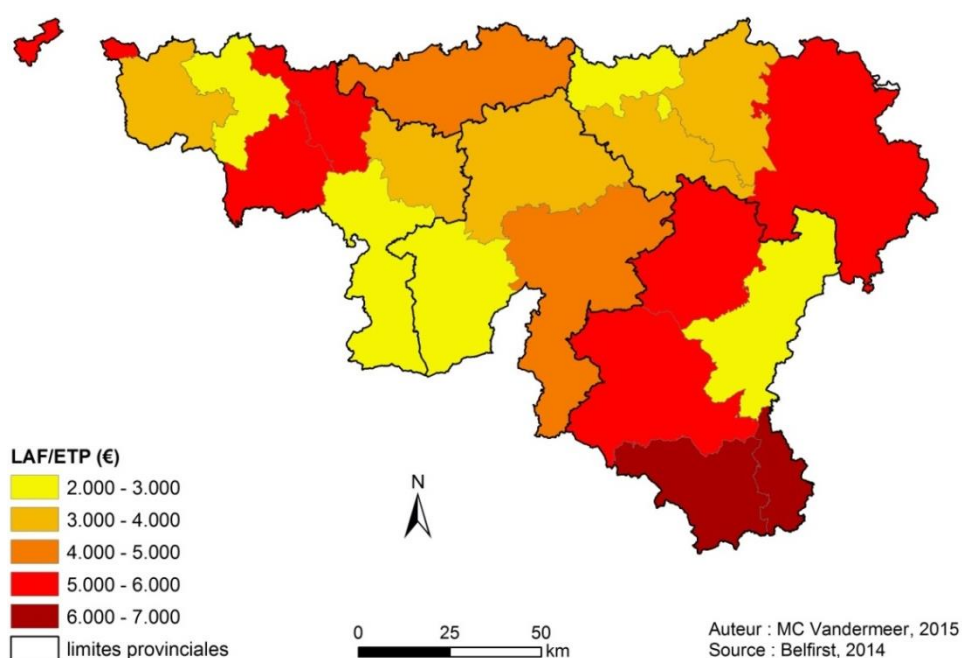 LAF/ETP (€)
2.000 - 3.000
3.000 - 4.000
4.000 - 5.000
5.000 - 6.000
6.000 - 7.000
limites provinciales
N
0 25 50
km
Auteur : MC Vandermeer, 2015
Source : Belfirst, 2014